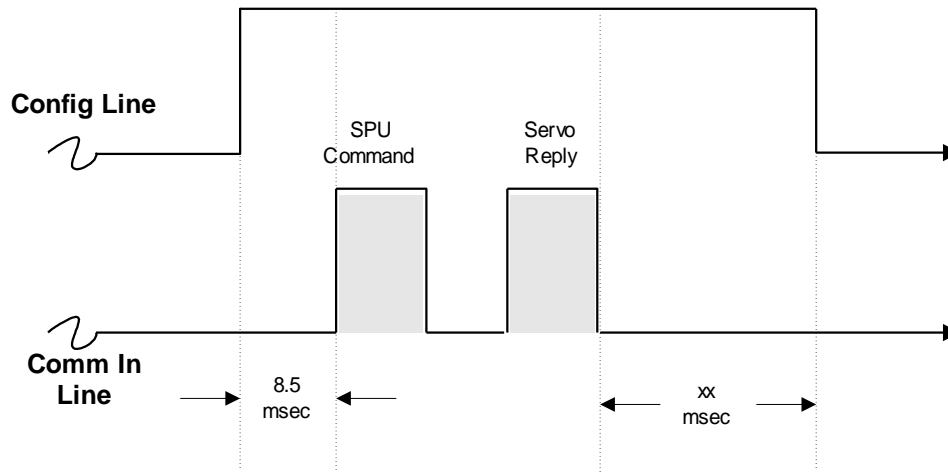 Config Line
SPU
Command
Servo
Reply
Comm In
Line
8.5
msec
xx
msec